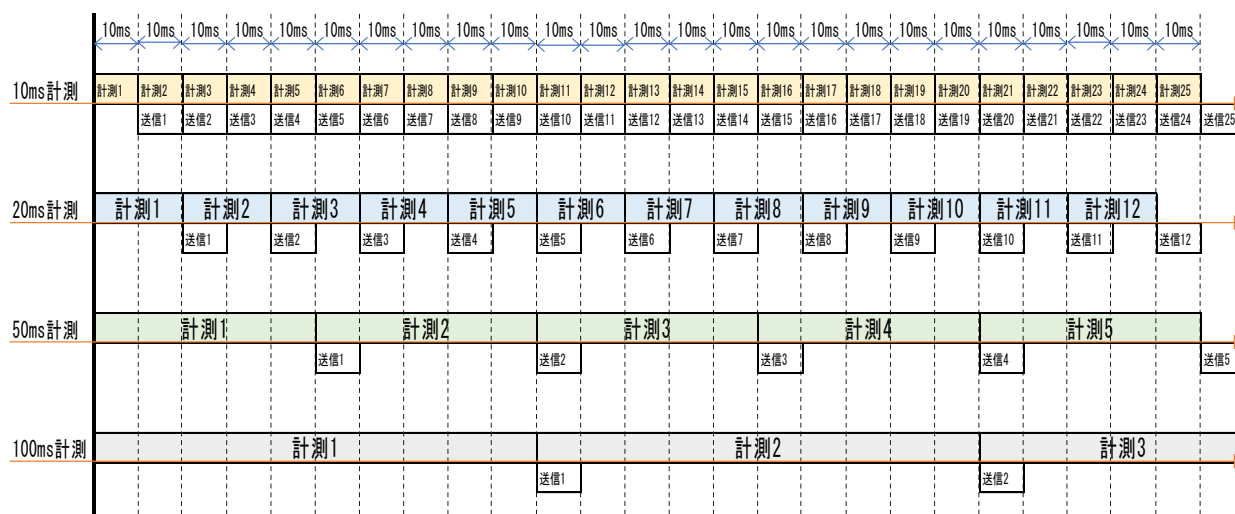 10ms 10ms 10ms 10ms 10ms 10ms 10ms 10ms 10ms 10ms 10ms 10ms 10ms 10ms 10ms 10ms 10ms 10ms 10ms 10ms 10ms 10ms 10ms 10ms 10ms
10ms計測 計測1 計測2 計測3 計測4 計測5 計測6 計測7 計測8 計測9 計測10 計測11 計測12 計測13 計測14 計測15 計測16 計測17 計測18 計測19 計測20 計測21 計測22 計測23 計測24 計測25
送信1 送信2 送信3 送信4 送信5 送信6 送信7 送信8 送信9 送信10 送信11 送信12 送信13 送信14 送信15 送信16 送信17 送信18 送信19 送信20 送信21 送信22 送信23 送信24 送信25
20ms計測 計測1 計測2 計測3 計測4 計測5 計測6 計測7 計測8 計測9 計測10 計測11 計測12
送信1 送信2 送信3 送信4 送信5 送信6 送信7 送信8 送信9 送信10 送信11 送信12
50ms計測 計測1 計測2 計測3 計測4 計測5
送信1 送信2 送信3 送信4 送信5
100ms計測 計測1 計測2 計測3
送信1 送信2